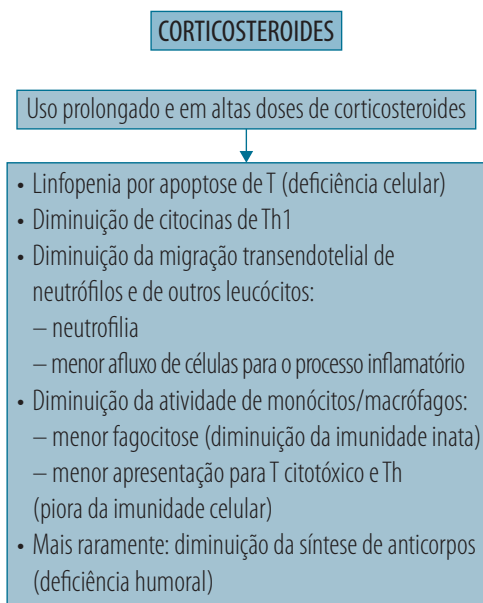 CORTICOSTEROIDES
Uso prolongado e em altas doses de corticosteroides
• Linfopenia por apoptose de T (deficiência celular)
• Diminuição de citocinas de Th1
• Diminuição da migração transendotelial de
neutrófilos e de outros leucócitos:
– neutrofilia
– menor afluxo de células para o processo inflamatório
• Diminuição da atividade de monócitos/macrófagos:
– menor fagocitose (diminuição da imunidade inata)
– menor apresentação para T citotóxico e Th
(piora da imunidade celular)
• Mais raramente: diminuição da síntese de anticorpos
(deficiência humoral)